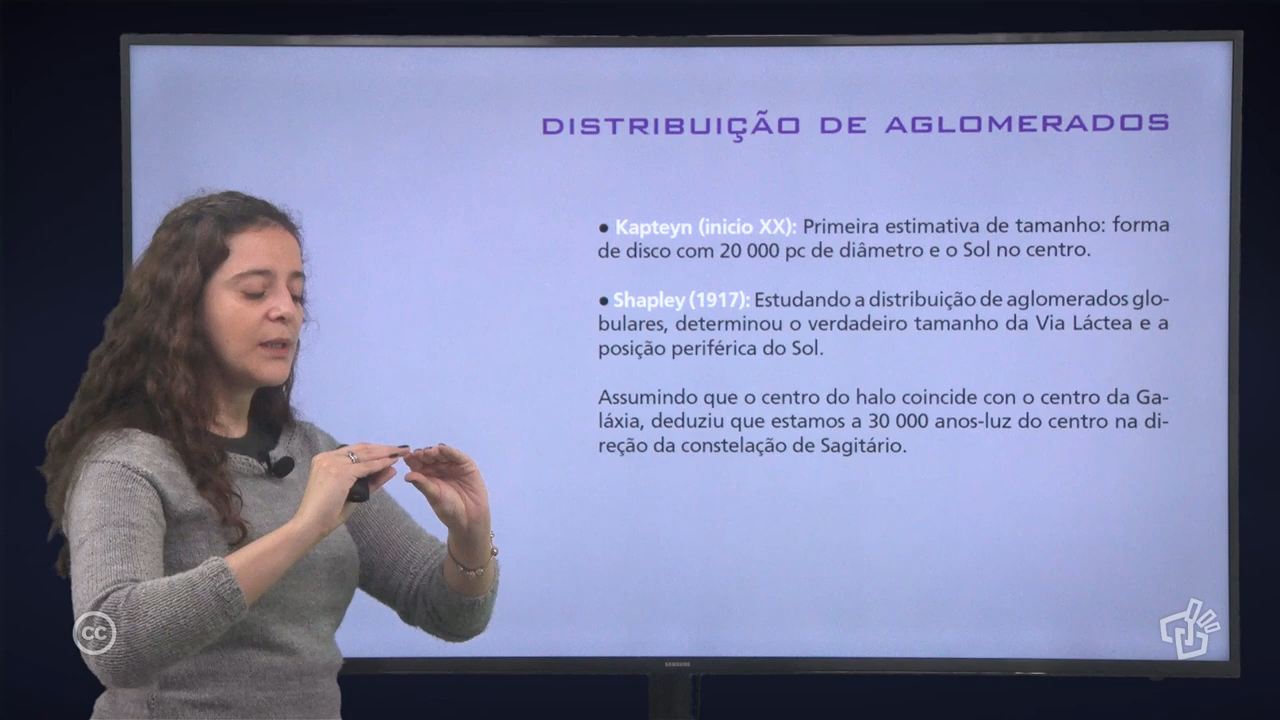 DISTRIBUIÇÃO DE AGLOMERADOS
● Kapteyn (inicio XX): Primeira estimativa de tamanho: forma
de disco com 20 000 pc de diâmetro e o Sol no centro.
● Shapley (1917): Estudando a distribuição de aglomerados glo-
bulares, determinou o verdadeiro tamanho da Via Láctea e a
posição periférica do Sol.
Assumindo que o centro do halo coincide con o centro da Ga-
láxia, deduziu que estamos a 30 000 anos-luz do centro na di-
reção da constelação de Sagitário.
cc
SAMSUNG